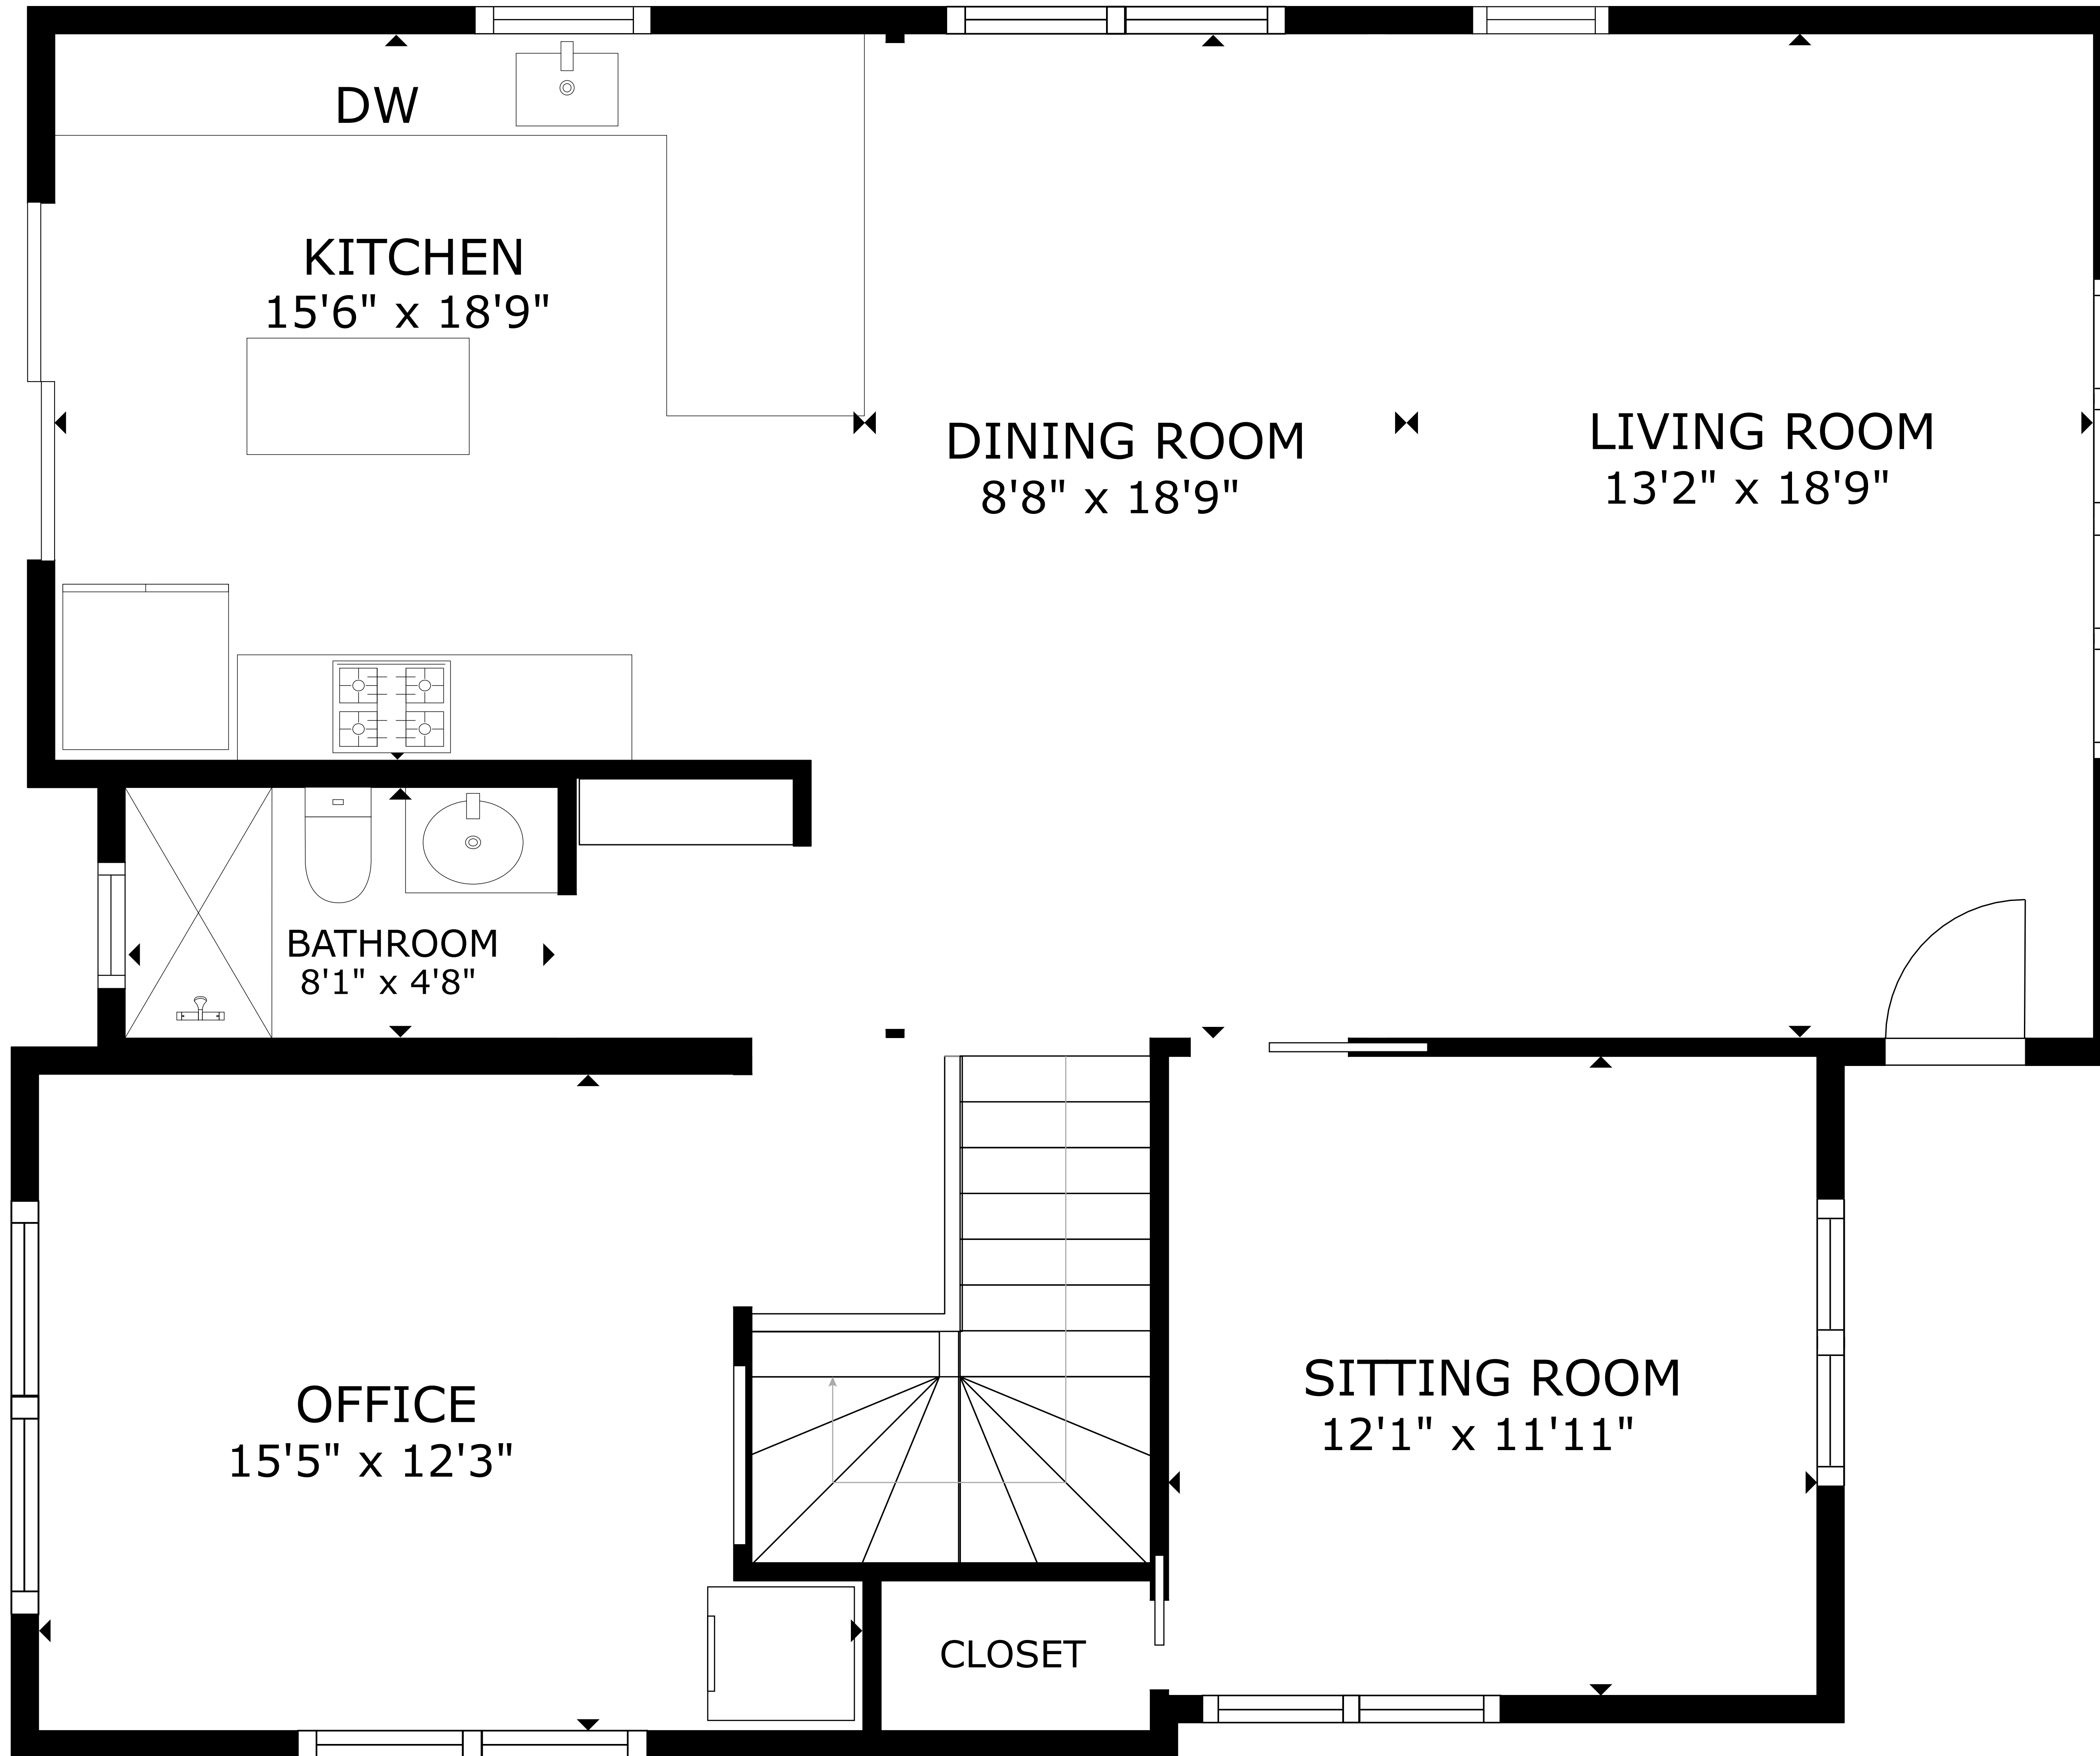 DW
KITCHEN
15'6" x 18'9"
DINING ROOM
8'8" x 18'9"
LIVING ROOM
13'2" x 18'9"
BATHROOM
8'1" x 4'8"
OFFICE
15'5" x 12'3"
SITTING ROOM
12'1" x 11'11"
CLOSET